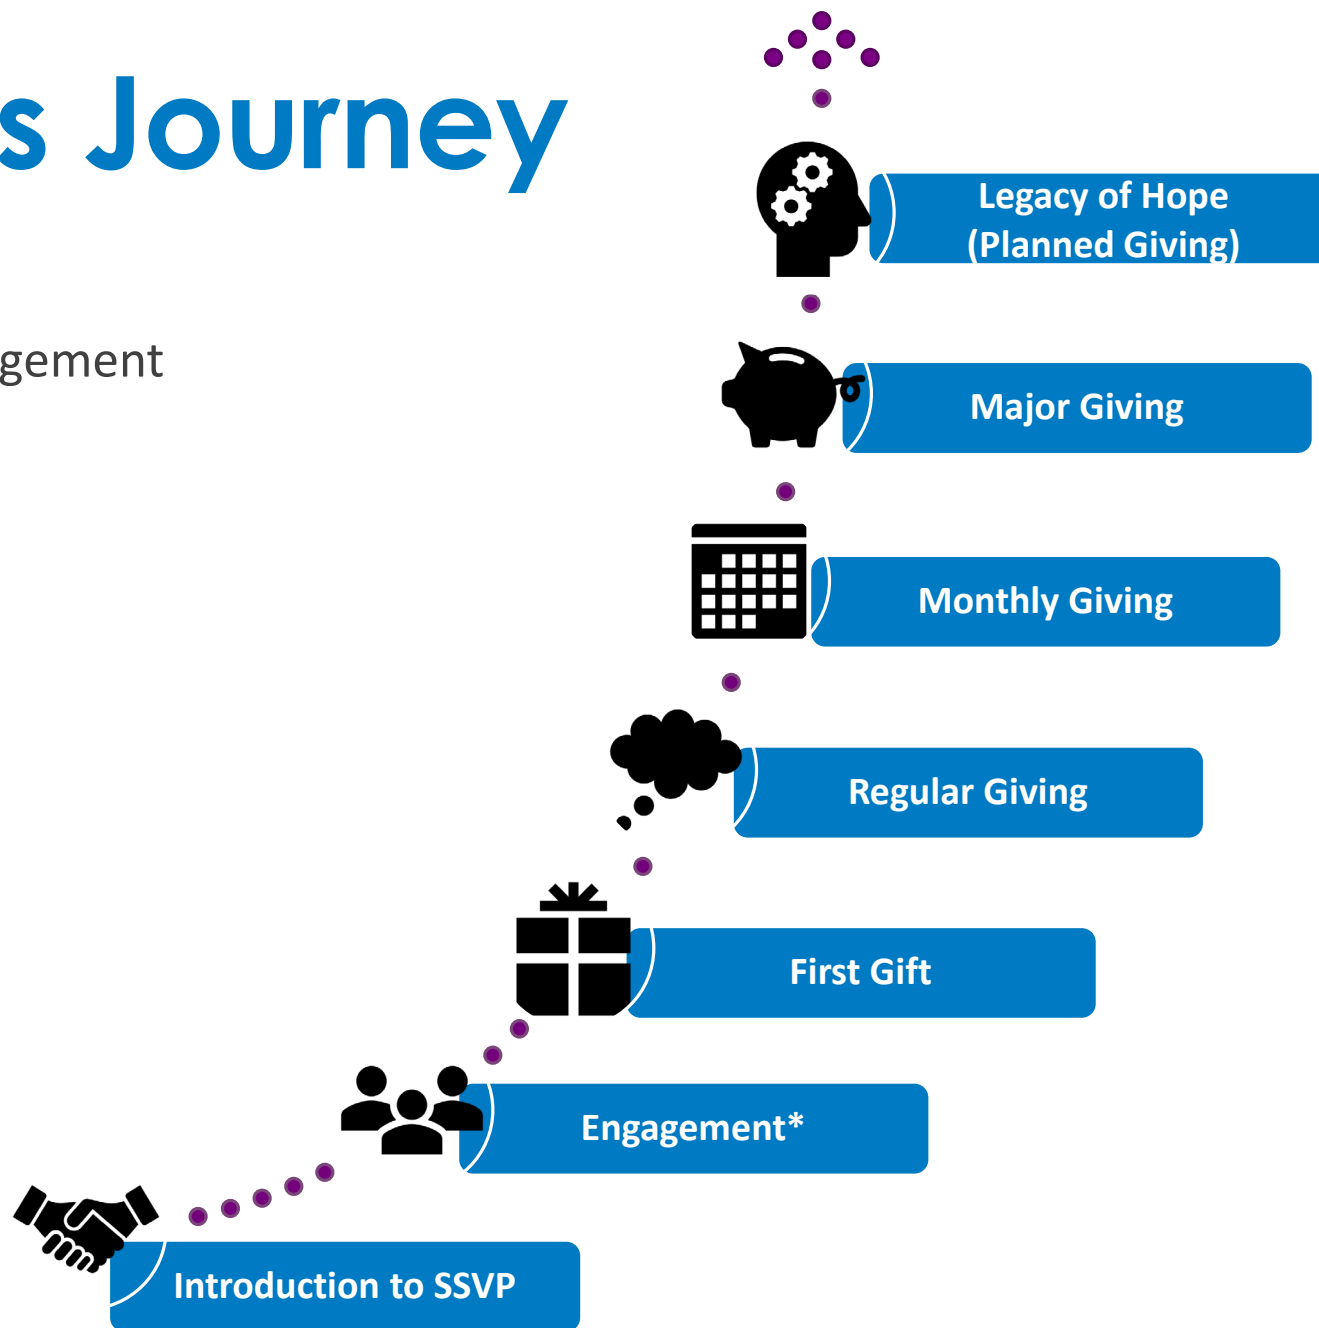 s Journey
gement
Legacy of Hope
(Planned Giving)
Major Giving
Monthly Giving
Regular Giving
First Gift
Engagement*
Introduction to SSVP